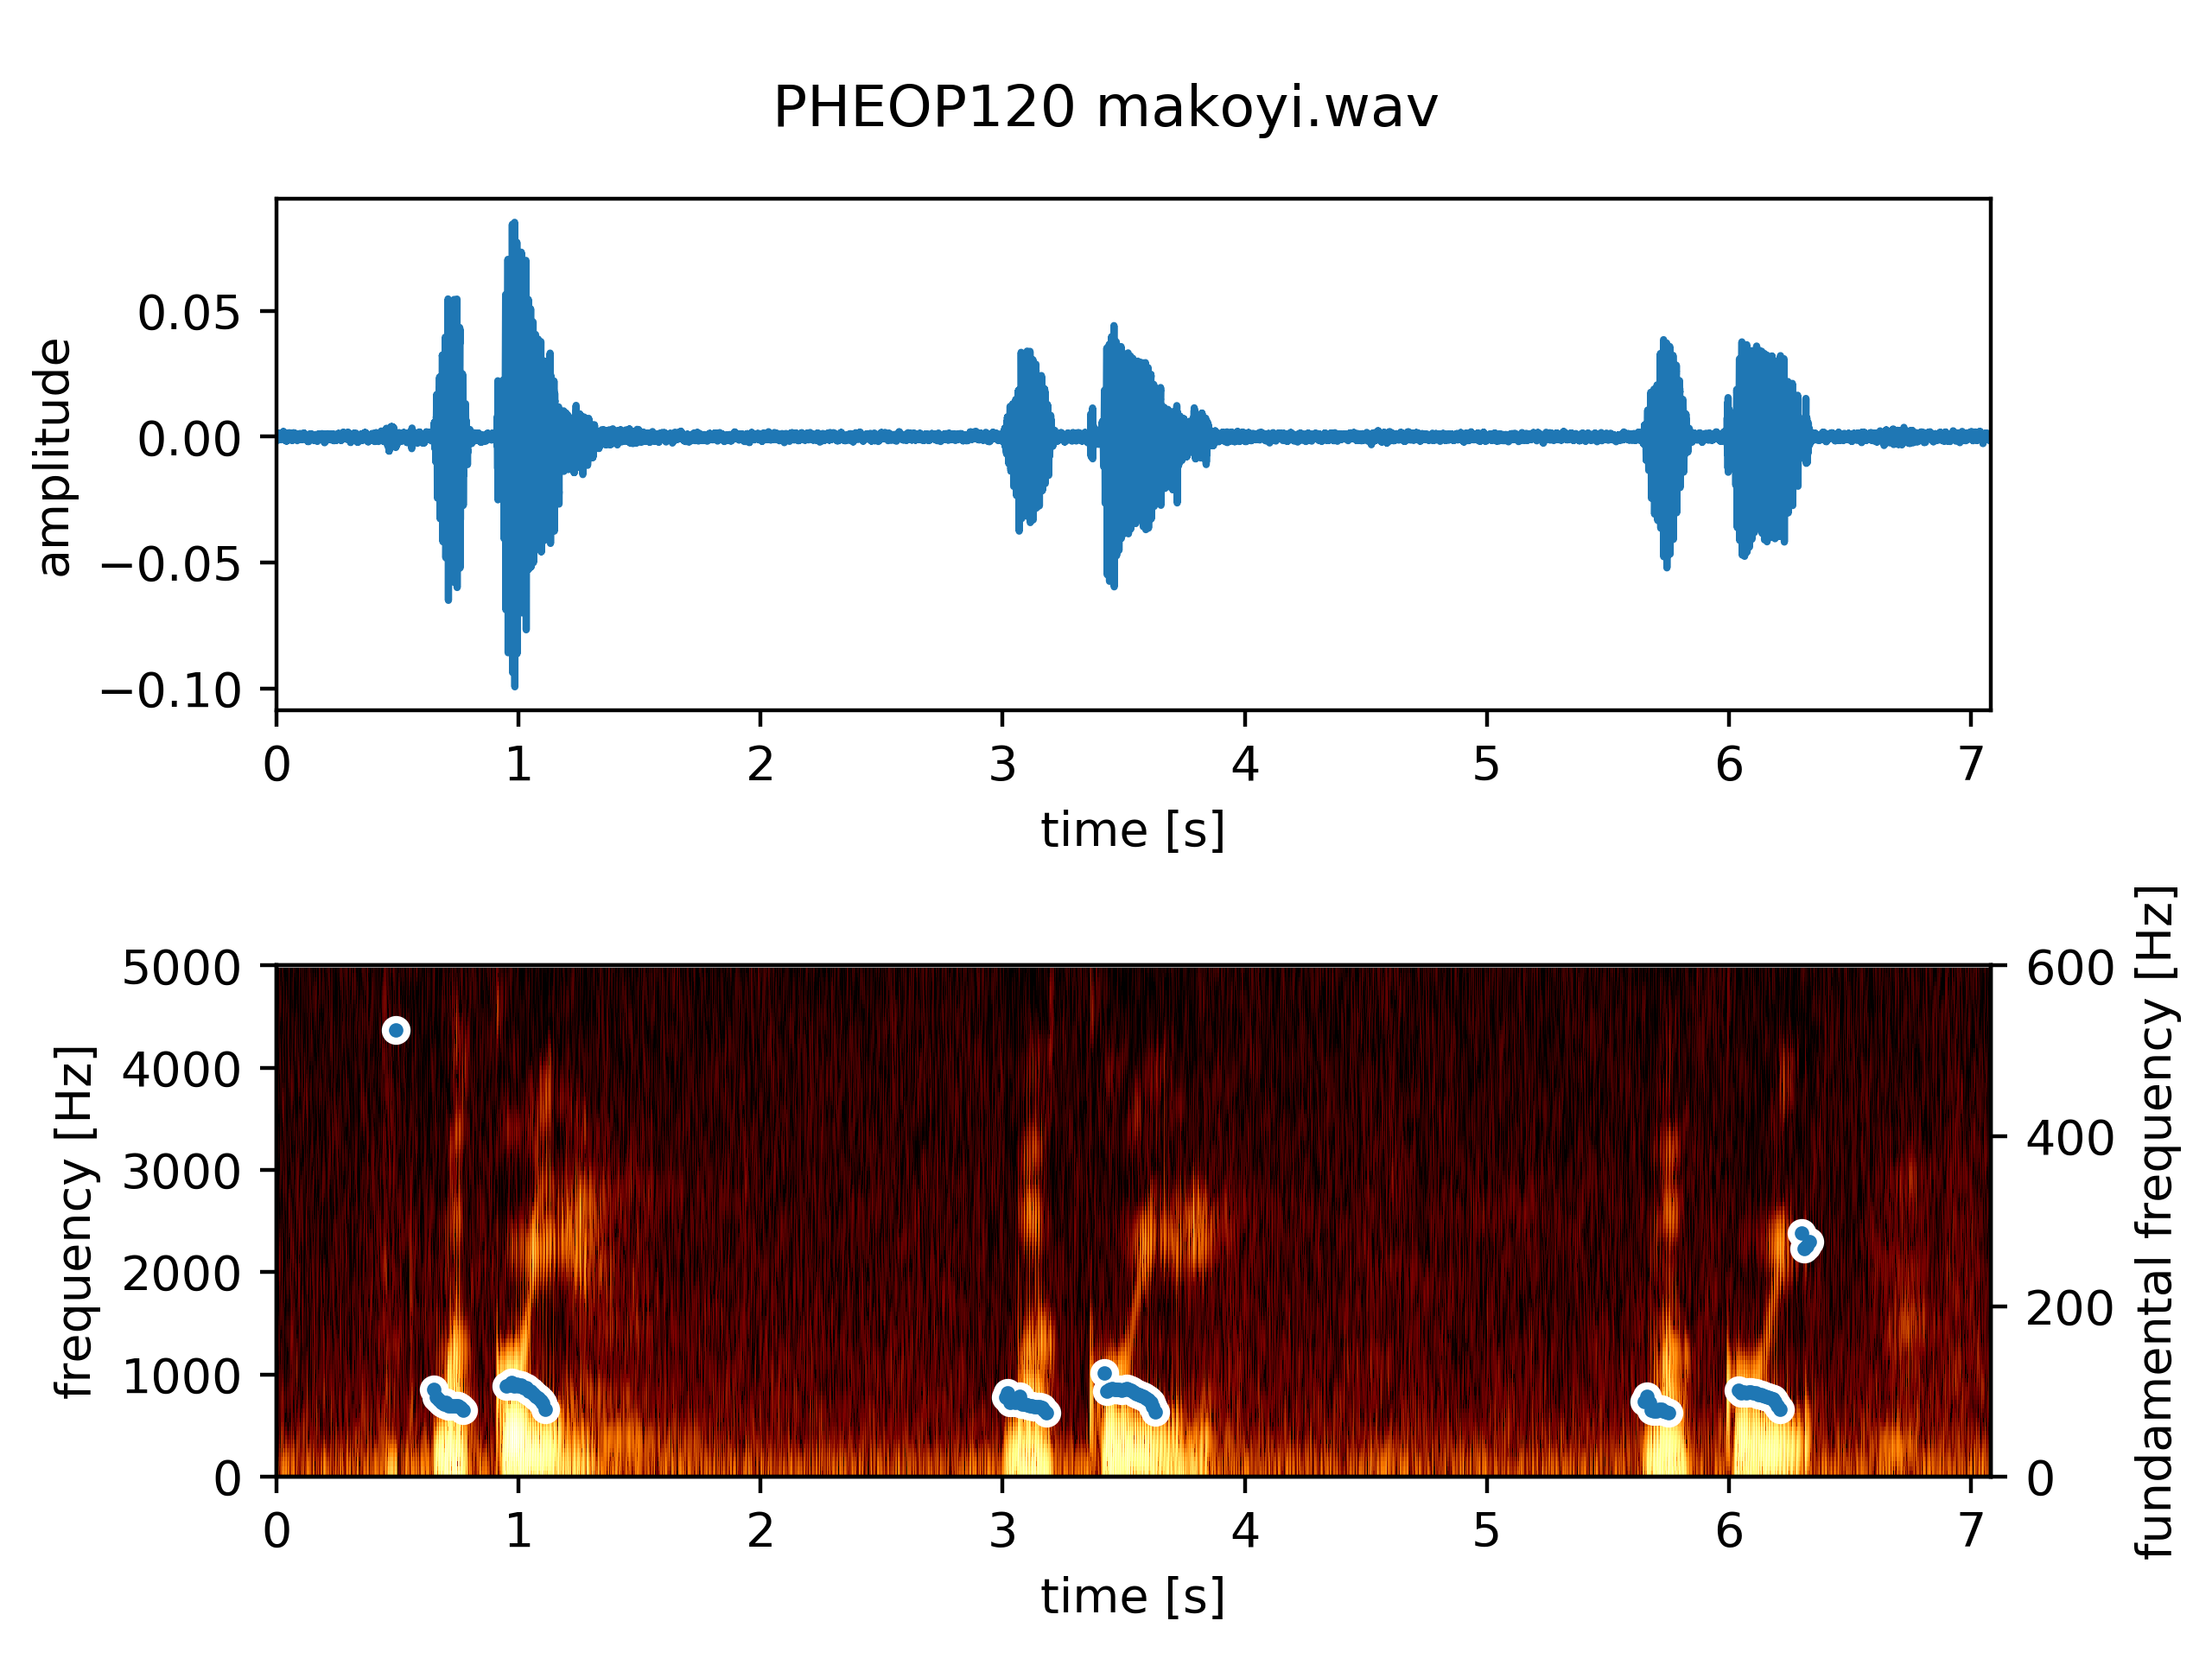 PHEOP120 makoyi.wav
amplitude
0.05
0.00
−0.05
−0.10
0 1 2 3 4 5 6 7
time [s]
frequency [Hz]
5000
4000
3000
2000
1000
0
600
400
200
0
fundamental frequency [Hz]
0 1 2 3 4 5 6 7
time [s]